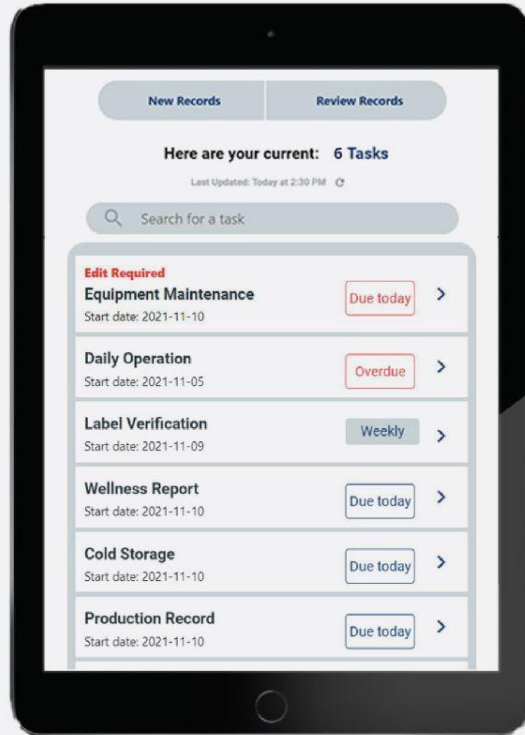 New Records
Review Records
Here are your current: 6 Tasks
Last Updated: Today at 2:30 PM
Search for a task
Edit Required
Equipment Maintenance
Due today
Start date: 2021-11-10
Daily Operation
Overdue
Start date: 2021-11-05
Label Verification
Weekly
Start date: 2021-11-09
Wellness Report
Due today
Start date: 2021-11-10
Cold Storage
Due today
Start date: 2021-11-10
Production Record
Due today
Start date: 2021-11-10